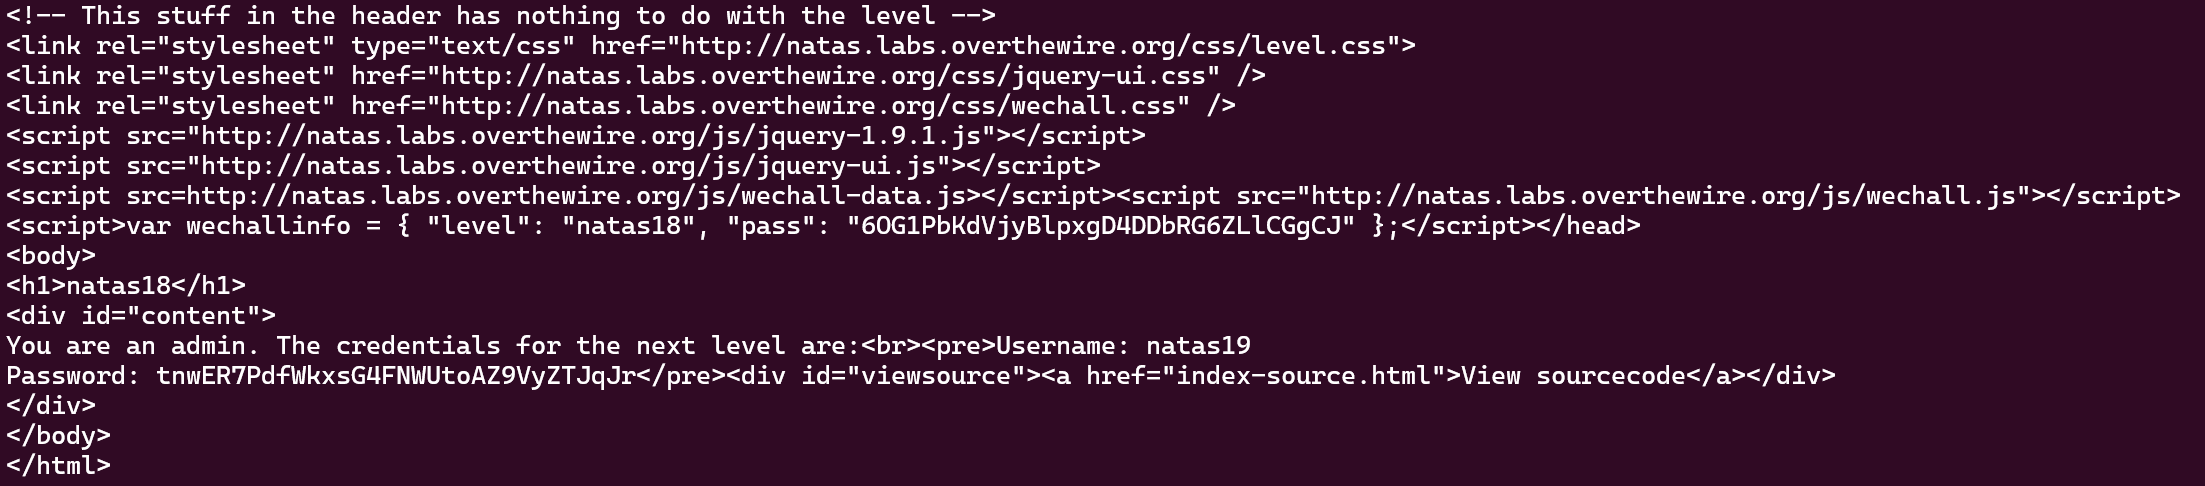 <!-- This stuff in the header has nothing to do with the level -->
<link rel="stylesheet" type="text/css" href="http://natas.labs.overthewire.org/css/level.css">
<link rel="stylesheet" href="http://natas.labs.overthewire.org/css/jquery-ui.css" />
<link rel="stylesheet" href="http://natas.labs.overthewire.org/css/wechall.css" />
<script src="http://natas.labs.overthewire.org/js/jquery-1.9.1.js"></script>
<script src="http://natas.labs.overthewire.org/js/jquery-ui.js"></script>
<script src=http://natas.labs.overthewire.org/js/wechall-data.js></script><script src="http://natas.labs.overthewire.org/js/wechall.js"></script>
<script>var wechallinfo = { "level": "natas18", "pass": "6OG1PbKdVjyBlpxgD4DDbRG6ZLlCGgCJ" };</script></head>
<body>
<h1>natas18</h1>
<div id="content">
You are an admin. The credentials for the next level are:<br><pre>Username: natas19
Password: tnwER7PdfWkxsG4FNWUtoAZ9VyZTJqJr</pre><div id="viewsource"><a href="index-source.html">View sourcecode</a></div>
</div>
</body>
</html>